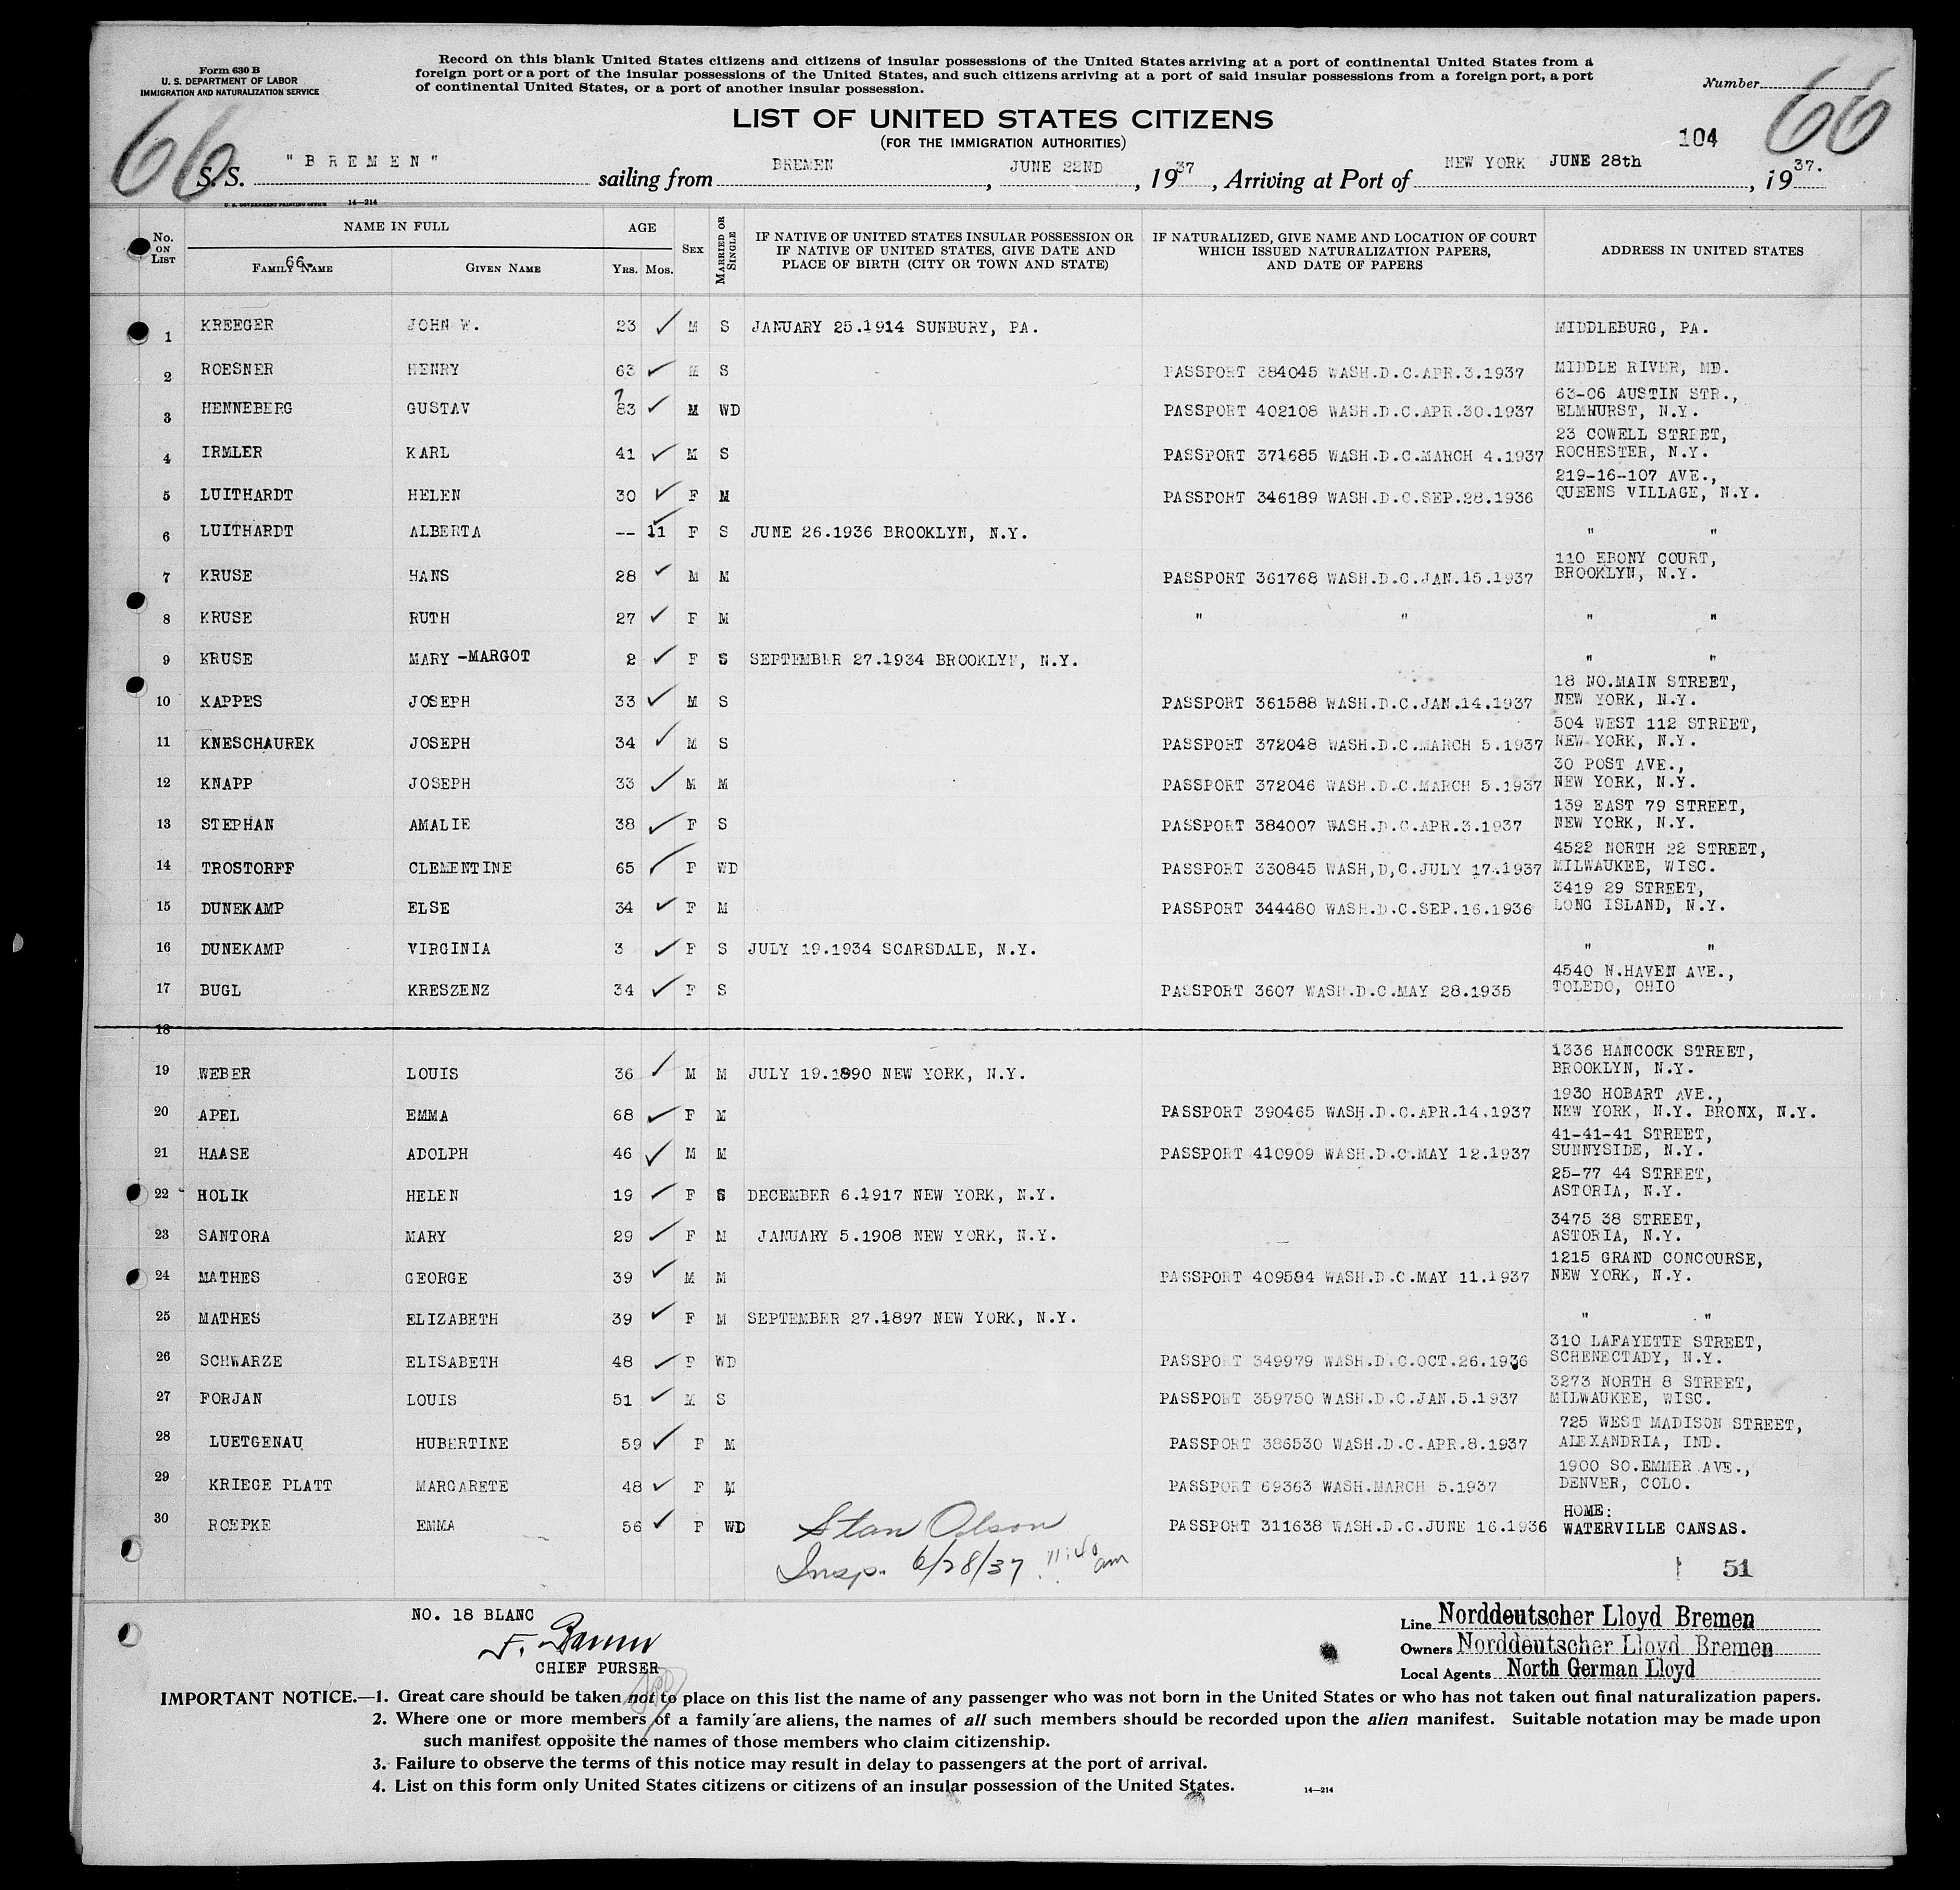 Form 630 B
U. S. DEPARTMENT OF LABOR
IMMIGRATION AND NATURALIZATION SERVICE
Record on this blank United States citizens and citizens of insular possessions of the United States arriving at a port of continental United States from a
foreign port or a port of the insular possessions of the United States, and such citizens arriving at a port of said insular possessions from a foreign port, a port
of continental United States, or a port of another insular possession.
Number
66
66
LIST OF UNITED STATES CITIZENS
(FOR THE IMMIGRATION AUTHORITIES)
104
S. S. "BREMEN" sailing from BREMEN, JUNE 22ND, 1937, Arriving at Port of NEW YORK JUNE 28th, 1937.
U. S. GOVERNMENT PRINTING OFFICE 14—214
No. ON LIST
NAME IN FULL
66.
FAMILY NAME
GIVEN NAME
AGE
YRS. MOS.
SEX
MARRIED OR SINGLE
IF NATIVE OF UNITED STATES INSULAR POSSESSION OR
IF NATIVE OF UNITED STATES, GIVE DATE AND
PLACE OF BIRTH (CITY OR TOWN AND STATE)
IF NATURALIZED, GIVE NAME AND LOCATION OF COURT
WHICH ISSUED NATURALIZATION PAPERS,
AND DATE OF PAPERS
ADDRESS IN UNITED STATES
1 KREEGER JOHN W. 23 M S JANUARY 25.1914 SUNBURY, PA. MIDDLEBURG, PA.
2 ROESNER HENRY 63 M S PASSPORT 384045 WASH.D.C.APR.3.1937 MIDDLE RIVER, MD.
3 HENNEBERG GUSTAV 7 83 M WD PASSPORT 402108 WASH.D.C.APR.30.1937 63-06 AUSTIN STR.,
ELMHURST, N.Y.
4 IRMLER KARL 41 M S PASSPORT 371685 WASH.D.C.MARCH 4.1937 23 COWELL STREET,
ROCHESTER, N.Y.
5 LUITHARDT HELEN 30 F M PASSPORT 346189 WASH.D.C.SEP.28.1936 219-16-107 AVE.,
QUEENS VILLAGE, N.Y.
6 LUITHARDT ALBERTA -- 11 F S JUNE 26.1936 BROOKLYN, N.Y. " "
7 KRUSE HANS 28 M M PASSPORT 361768 WASH.D.C.JAN.15.1937 110 EBONY COURT,
BROOKLYN, N.Y.
8 KRUSE RUTH 27 F M " " " "
9 KRUSE MARY -MARGOT 2 F S SEPTEMBER 27.1934 BROOKLYN, N.Y. " "
10 KAPPES JOSEPH 33 M S PASSPORT 361588 WASH.D.C.JAN.14.1937 18 NO.MAIN STREET,
NEW YORK, N.Y.
11 KNESCHAUREK JOSEPH 34 M S PASSPORT 372048 WASH.D.C.MARCH 5.1937 504 WEST 112 STREET,
NEW YORK, N.Y.
12 KNAPP JOSEPH 33 M M PASSPORT 372046 WASH.D.C.MARCH 5.1937 30 POST AVE.,
NEW YORK, N.Y.
13 STEPHAN AMALIE 38 F S PASSPORT 384007 WASH.D.C.APR.3.1937 139 EAST 79 STREET,
NEW YORK, N.Y.
14 TROSTORFF CLEMENTINE 65 F WD PASSPORT 330845 WASH,D,C.JULY 17.1937 4522 NORTH 22 STREET,
MILWAUKEE, WISC.
15 DUNEKAMP ELSE 34 F M PASSPORT 344480 WASH.D.C.SEP.16.1936 3419 29 STREET,
LONG ISLAND, N.Y.
16 DUNEKAMP VIRGINIA 3 F S JULY 19.1934 SCARSDALE, N.Y. " "
17 BUGL KRESZENZ 34 F S PASSPORT 3607 WASH.D.C.MAY 28.1935 4540 N.HAVEN AVE.,
TOLEDO, OHIO
18
19 WEBER LOUIS 36 M M JULY 19.1890 NEW YORK, N.Y. 1336 HANCOCK STREET,
BROOKLYN, N.Y.
20 APEL EMMA 68 F M PASSPORT 390465 WASH.D.C.APR.14.1937 1930 HOBART AVE.,
NEW YORK, N.Y. BRONX, N.Y.
21 HAASE ADOLPH 46 M M PASSPORT 410909 WASH.D.C.MAY 12.1937 41-41-41 STREET,
SUNNYSIDE, N.Y.
22 HOLIK HELEN 19 F S DECEMBER 6.1917 NEW YORK, N.Y. 25-77 44 STREET,
ASTORIA, N.Y.
23 SANTORA MARY 29 F M JANUARY 5.1908 NEW YORK, N.Y. 3475 38 STREET,
ASTORIA, N.Y.
24 MATHES GEORGE 39 M M PASSPORT 409584 WASH.D.C.MAY 11.1937 1215 GRAND CONCOURSE,
NEW YORK, N.Y.
25 MATHES ELIZABETH 39 F M SEPTEMBER 27.1897 NEW YORK, N.Y. " "
26 SCHWARZE ELISABETH 48 F WD PASSPORT 349979 WASH.D.C.OCT.26.1936 310 LAFAYETTE STREET,
SCHENECTADY, N.Y.
27 FORJAN LOUIS 51 M S PASSPORT 359750 WASH.D.C.JAN.5.1937 3273 NORTH 8 STREET,
MILWAUKEE, WISC.
28 LUETGENAU HUBERTINE 59 F M PASSPORT 386530 WASH.D.C.APR.8.1937 725 WEST MADISON STREET,
ALEXANDRIA, IND.
29 KRIEGE PLATT MARGARETE 48 F M PASSPORT 69363 WASH.MARCH 5.1937 1900 SO.EMMER AVE.,
DENVER, COLO.
30 ROEPKE EMMA 56 F WD PASSPORT 311638 WASH.D.C.JUNE 16.1936 HOME:
WATERVILLE CANSAS.
Stan Olson
Insp. 6/28/37 11:40 am
51
NO. 18 BLANC
CHIEF PURSER
Line Norddeutscher Lloyd Bremen
Owners Norddeutscher Lloyd Bremen
Local Agents North German Lloyd
IMPORTANT NOTICE.—1. Great care should be taken not to place on this list the name of any passenger who was not born in the United States or who has not taken out final naturalization papers.
2. Where one or more members of a family are aliens, the names of all such members should be recorded upon the alien manifest. Suitable notation may be made upon
such manifest opposite the names of those members who claim citizenship.
3. Failure to observe the terms of this notice may result in delay to passengers at the port of arrival.
4. List on this form only United States citizens or citizens of an insular possession of the United States.
14—214